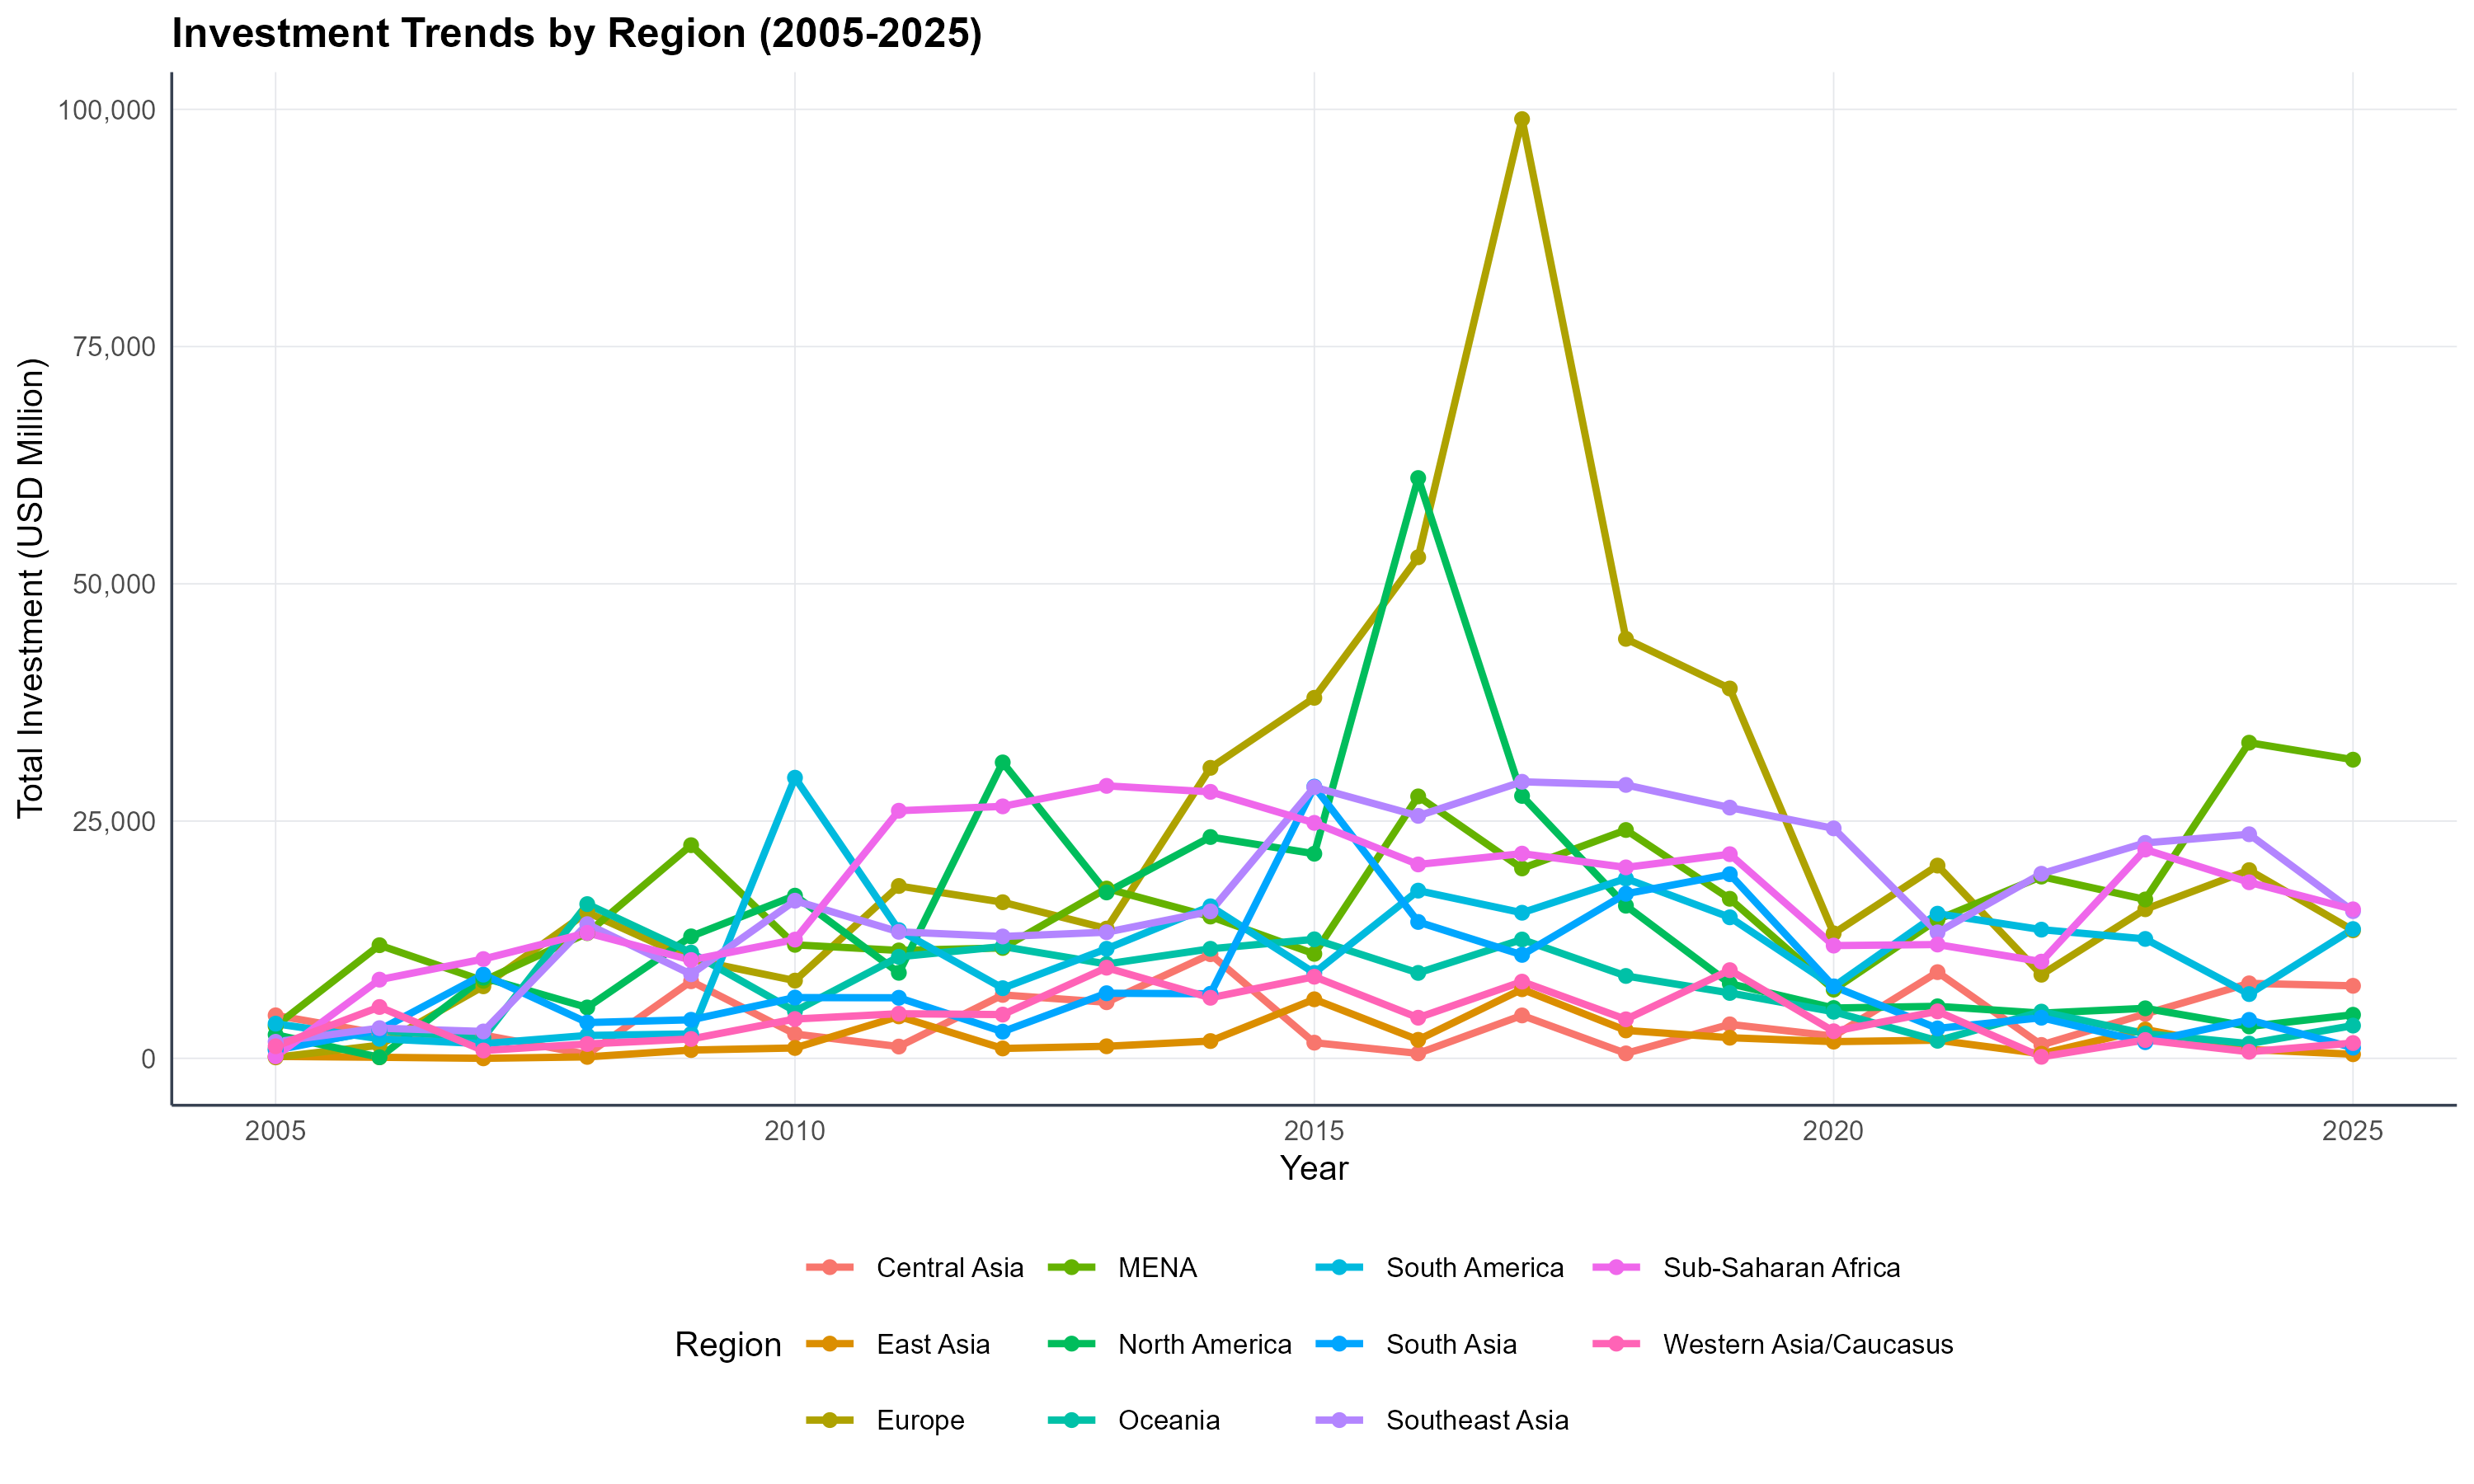 Investment Trends by Region (2005-2025)
Total Investment (USD Million)
100,000
75,000
50,000
25,000
0
2005 2010 2015 2020 2025
Year
Region
Central Asia MENA South America Sub-Saharan Africa
East Asia North America South Asia Western Asia/Caucasus
Europe Oceania Southeast Asia